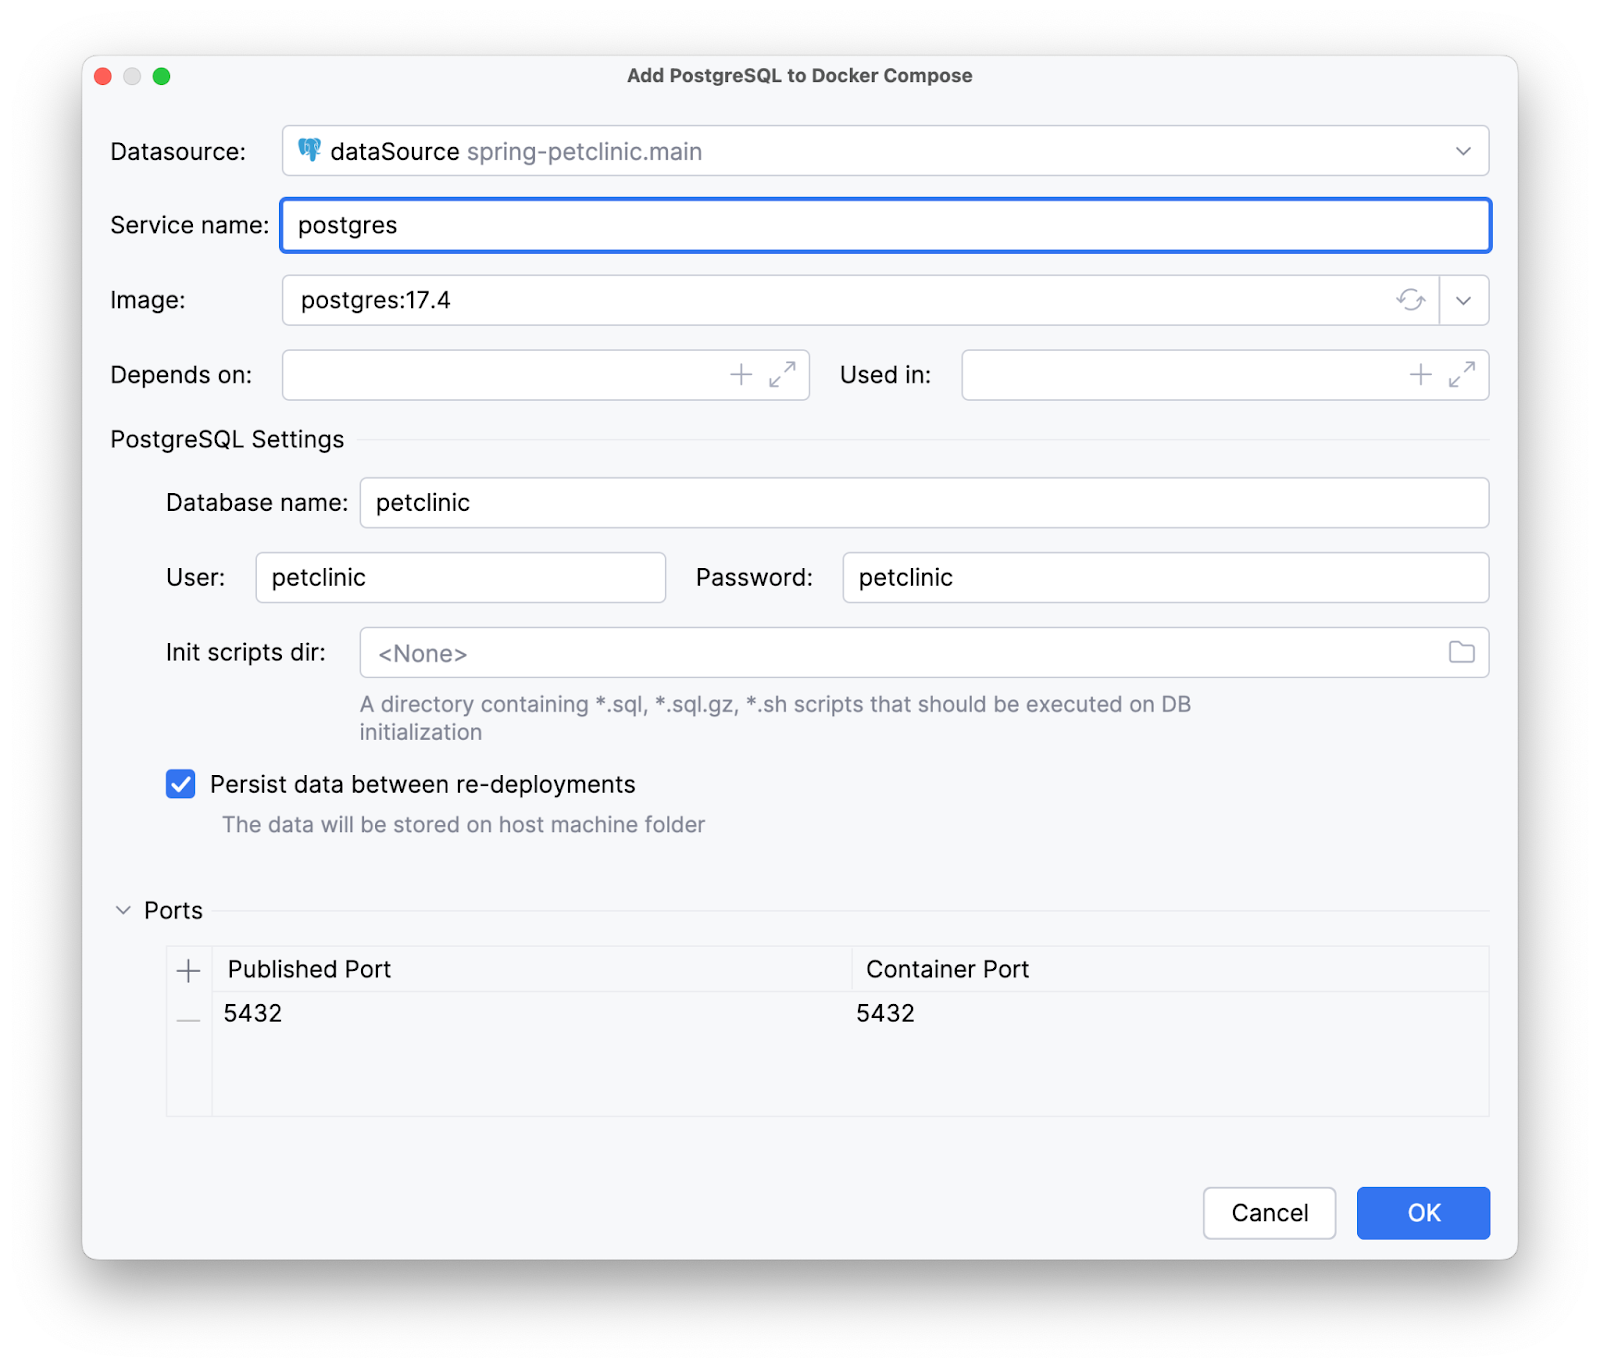 Add PostgreSQL to Docker Compose
Datasource: dataSource spring-petclinic.main
Service name: postgres
Image: postgres:17.4
Depends on: Used in:
PostgreSQL Settings
Database name: petclinic
User: petclinic Password: petclinic
Init scripts dir: <None>
A directory containing *.sql, *.sql.gz, *.sh scripts that should be executed on DB
initialization
Persist data between re-deployments
The data will be stored on host machine folder
Ports
Published Port Container Port
5432 5432
Cancel OK